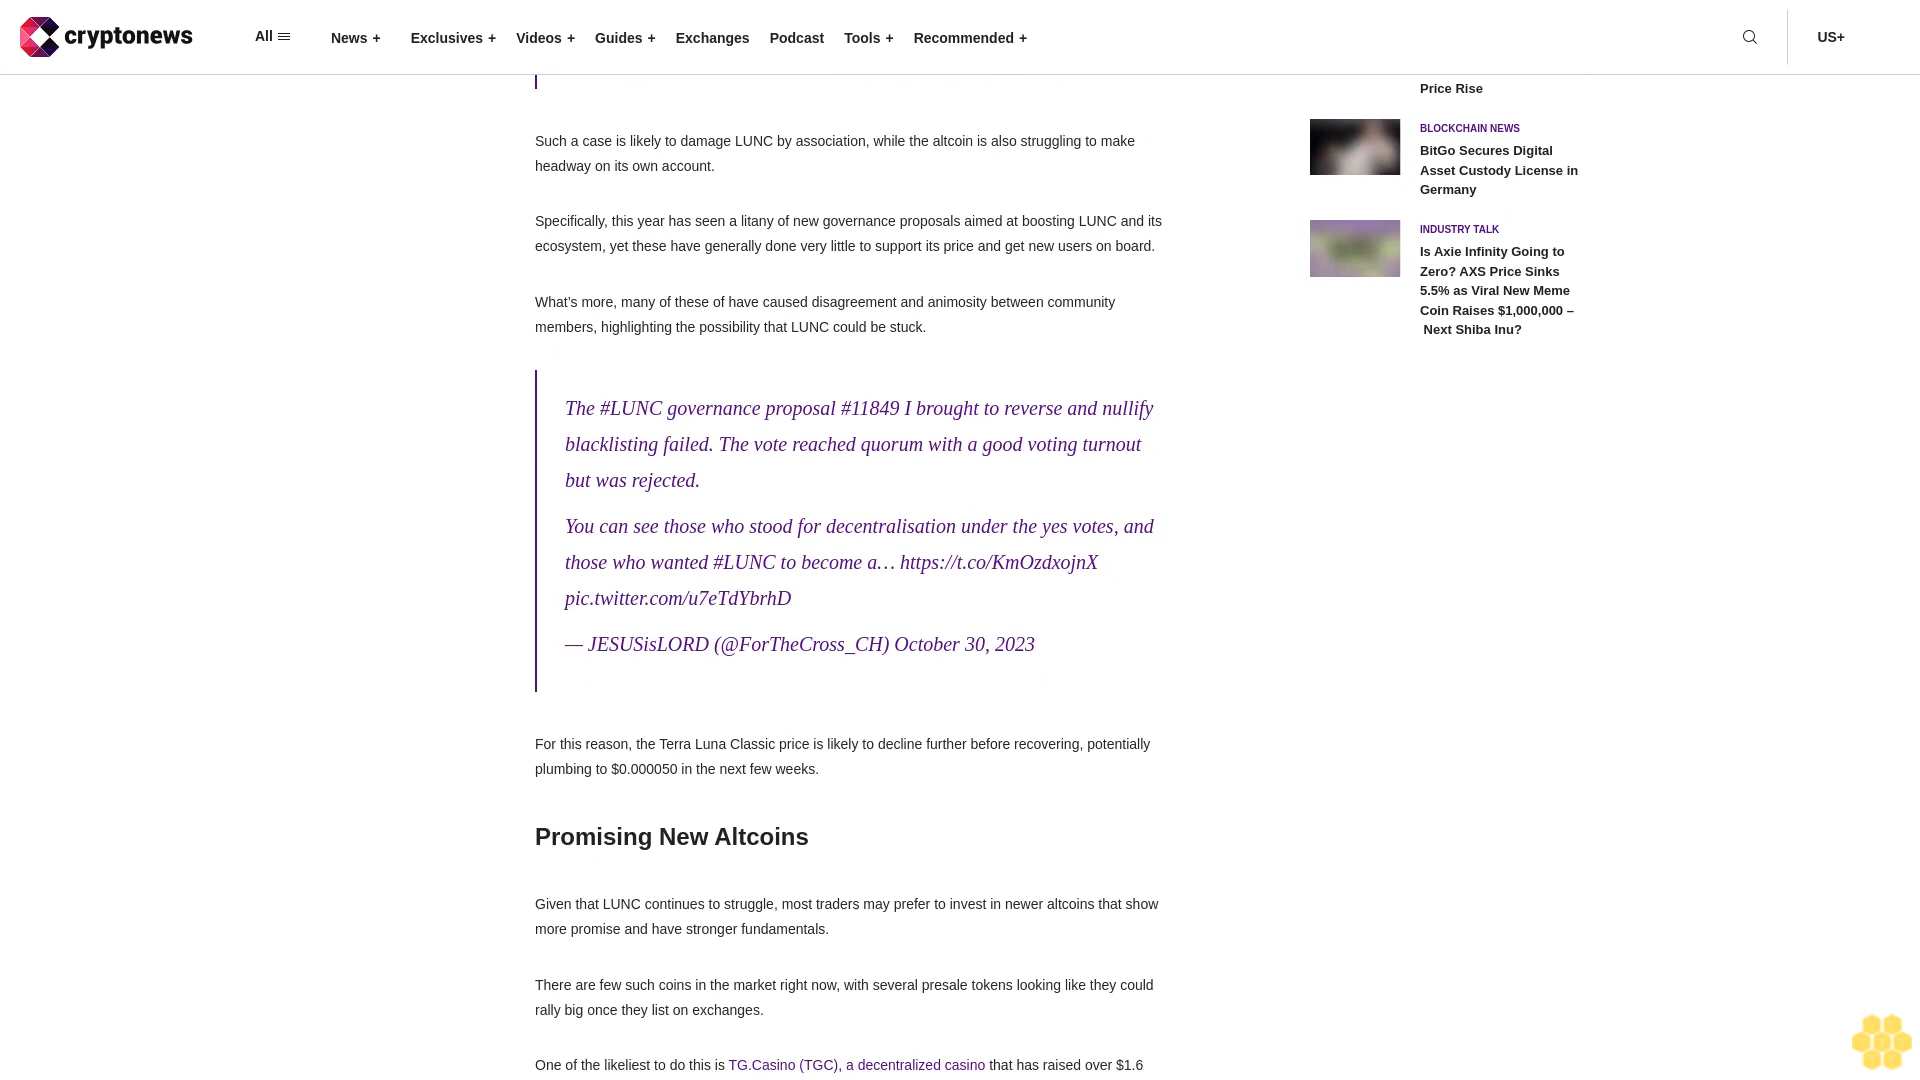 cryptonews
All
News +
Exclusives +
Videos +
Guides +
Exchanges
Podcast
Tools +
Recommended +
US+
Such a case is likely to damage LUNC by association, while the altcoin is also struggling to make
headway on its own account.
Specifically, this year has seen a litany of new governance proposals aimed at boosting LUNC and its
ecosystem, yet these have generally done very little to support its price and get new users on board.
What's more, many of these of have caused disagreement and animosity between community
members, highlighting the possibility that LUNC could be stuck.
The #LUNC governance proposal #11849 I brought to reverse and nullify
blacklisting failed. The vote reached quorum with a good voting turnout
but was rejected.
You can see those who stood for decentralisation under the yes votes, and
those who wanted #LUNC to become a… https://t.co/KmOzdxojnX
pic.twitter.com/u7eTdYbrhD
— JESUSisLORD (@ForTheCross_CH) October 30, 2023
For this reason, the Terra Luna Classic price is likely to decline further before recovering, potentially
plumbing to $0.000050 in the next few weeks.
Promising New Altcoins
Given that LUNC continues to struggle, most traders may prefer to invest in newer altcoins that show
more promise and have stronger fundamentals.
There are few such coins in the market right now, with several presale tokens looking like they could
rally big once they list on exchanges.
One of the likeliest to do this is TG.Casino (TGC), a decentralized casino that has raised over $1.6
Price Rise
BLOCKCHAIN NEWS
BitGo Secures Digital
Asset Custody License in
Germany
INDUSTRY TALK
Is Axie Infinity Going to
Zero? AXS Price Sinks
5.5% as Viral New Meme
Coin Raises $1,000,000 –
Next Shiba Inu?